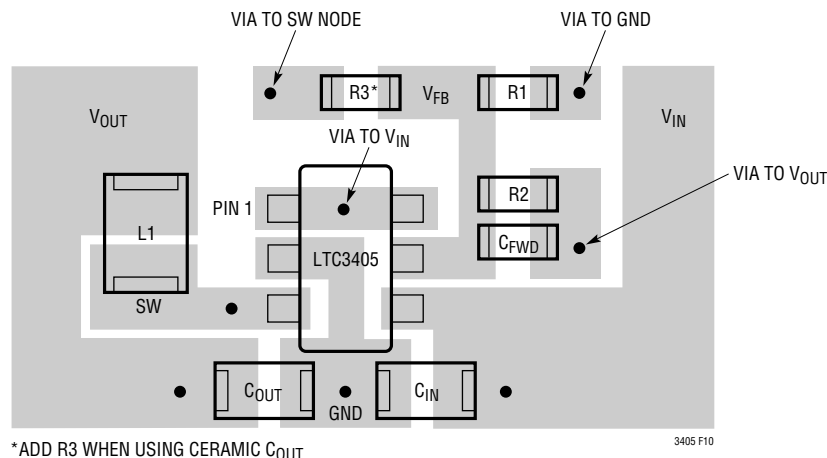 VIA TO SW NODE
VIA TO GND
R3*
VFB
R1
VOUT
VIN
VIA TO VIN
VIA TO VOUT
PIN 1
R2
L1
LTC3405
CFWD
SW
COUT
CIN
GND
*ADD R3 WHEN USING CERAMIC COUT
3405 F10